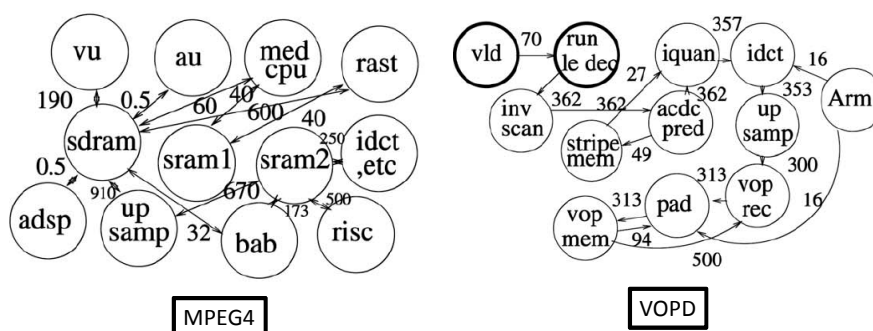 vu
au
med
cpu
rast
190
0.5
60
40
600
sdram
40
sram1
sram2
250
idct
,etc
0.5
910
670
500
adsp
up
samp
32
173
bab
risc
MPEG4
vld
70
run
le dec
357
iquan
idct
16
27
362
362
362
353
Arm
inv
scan
acdc
pred
up
samp
stripe
mem
49
300
313
313
vop
rec
16
pad
vop
mem
94
500
VOPD